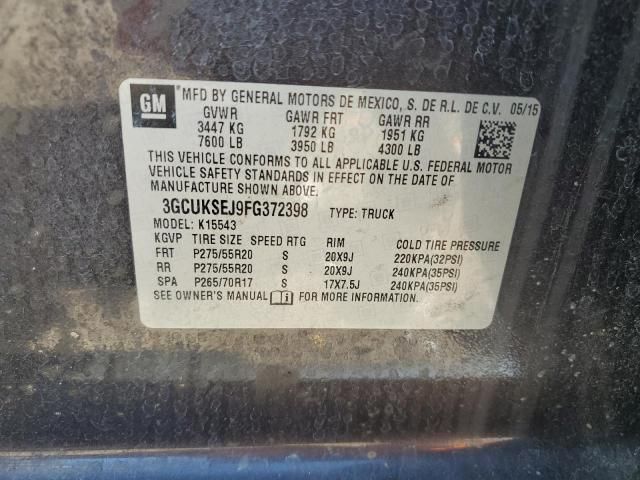 GM MFD BY GENERAL MOTORS DE MEXICO, S. DE R.L. DE C.V. 05/15
GVWR GAWR FRT GAWR RR
3447 KG 1792 KG 1951 KG
7600 LB 3950 LB 4300 LB
THIS VEHICLE CONFORMS TO ALL APPLICABLE U.S. FEDERAL MOTOR
VEHICLE SAFETY STANDARDS IN EFFECT ON THE DATE OF
MANUFACTURE SHOWN ABOVE.
3GCUKSEJ9FG372398 TYPE: TRUCK
MODEL: K15543
KGVP TIRE SIZE SPEED RTG RIM COLD TIRE PRESSURE
FRT P275/55R20 S 20X9J 220KPA(32PSI)
RR P275/55R20 S 20X9J 240KPA(35PSI)
SPA P265/70R17 S 17X7.5J 240KPA(35PSI)
SEE OWNER'S MANUAL FOR MORE INFORMATION.